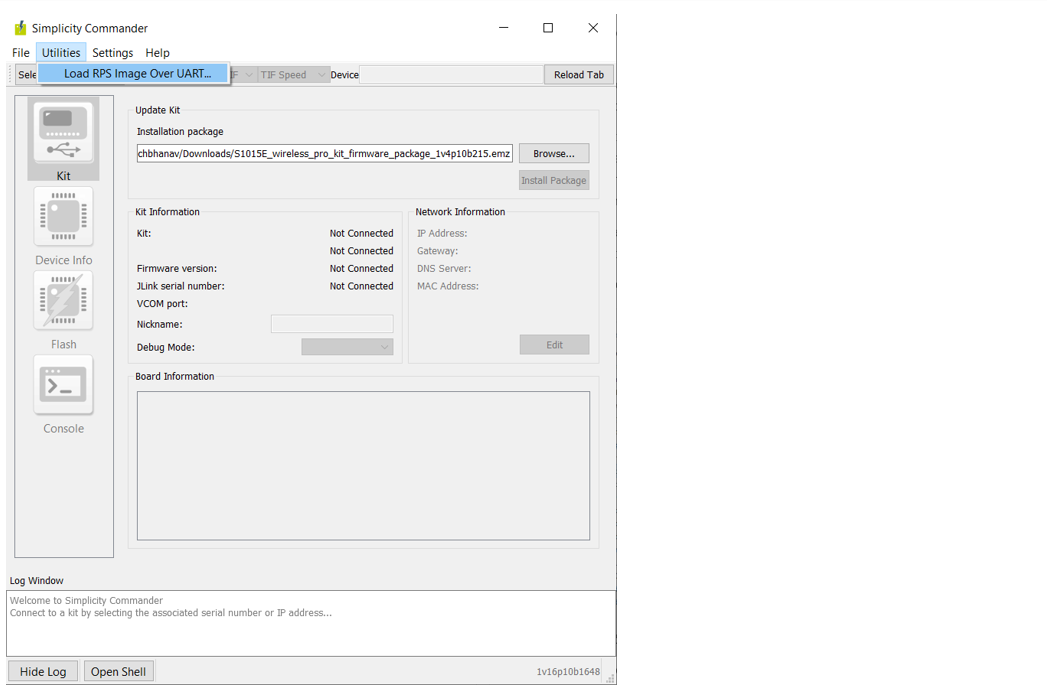 Simplicity Commander
File Utilities Settings Help
Load RPS Image Over UART...
TIF Speed Device Reload Tab
Update Kit
Installation package
chbhanav/Downloads/S1015E_wireless_pro_kit_firmware_package_1v4p10b215.emz Browse...
Install Package
Kit
Device Info
Flash
Console
Kit Information
Kit: Not Connected
Not Connected
Firmware version: Not Connected
JLink serial number: Not Connected
VCOM port:
Nickname:
Debug Mode:
Network Information
IP Address:
Gateway:
DNS Server:
MAC Address:
Edit
Board Information
Log Window
Welcome to Simplicity Commander
Connect to a kit by selecting the associated serial number or IP address...
Hide Log Open Shell 1v16p10b1648